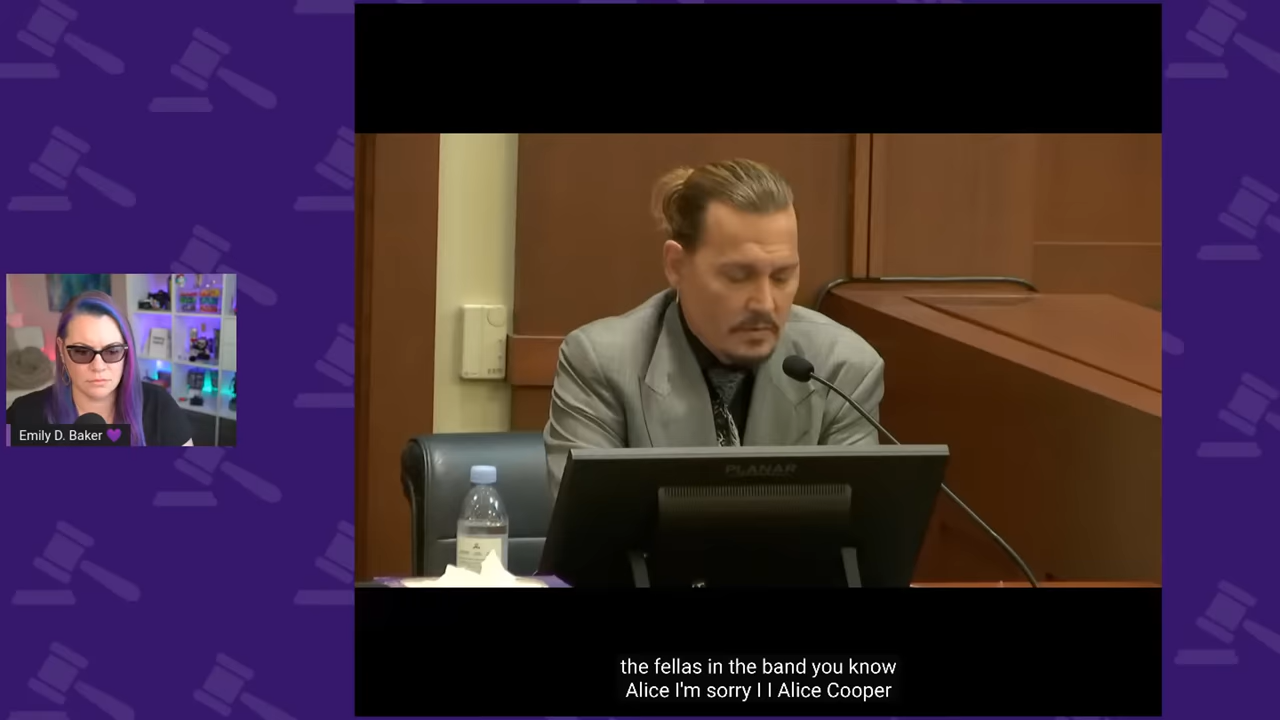 PLANAR
Emily D. Baker 💜
the fellas in the band you know
Alice I'm sorry I I Alice Cooper